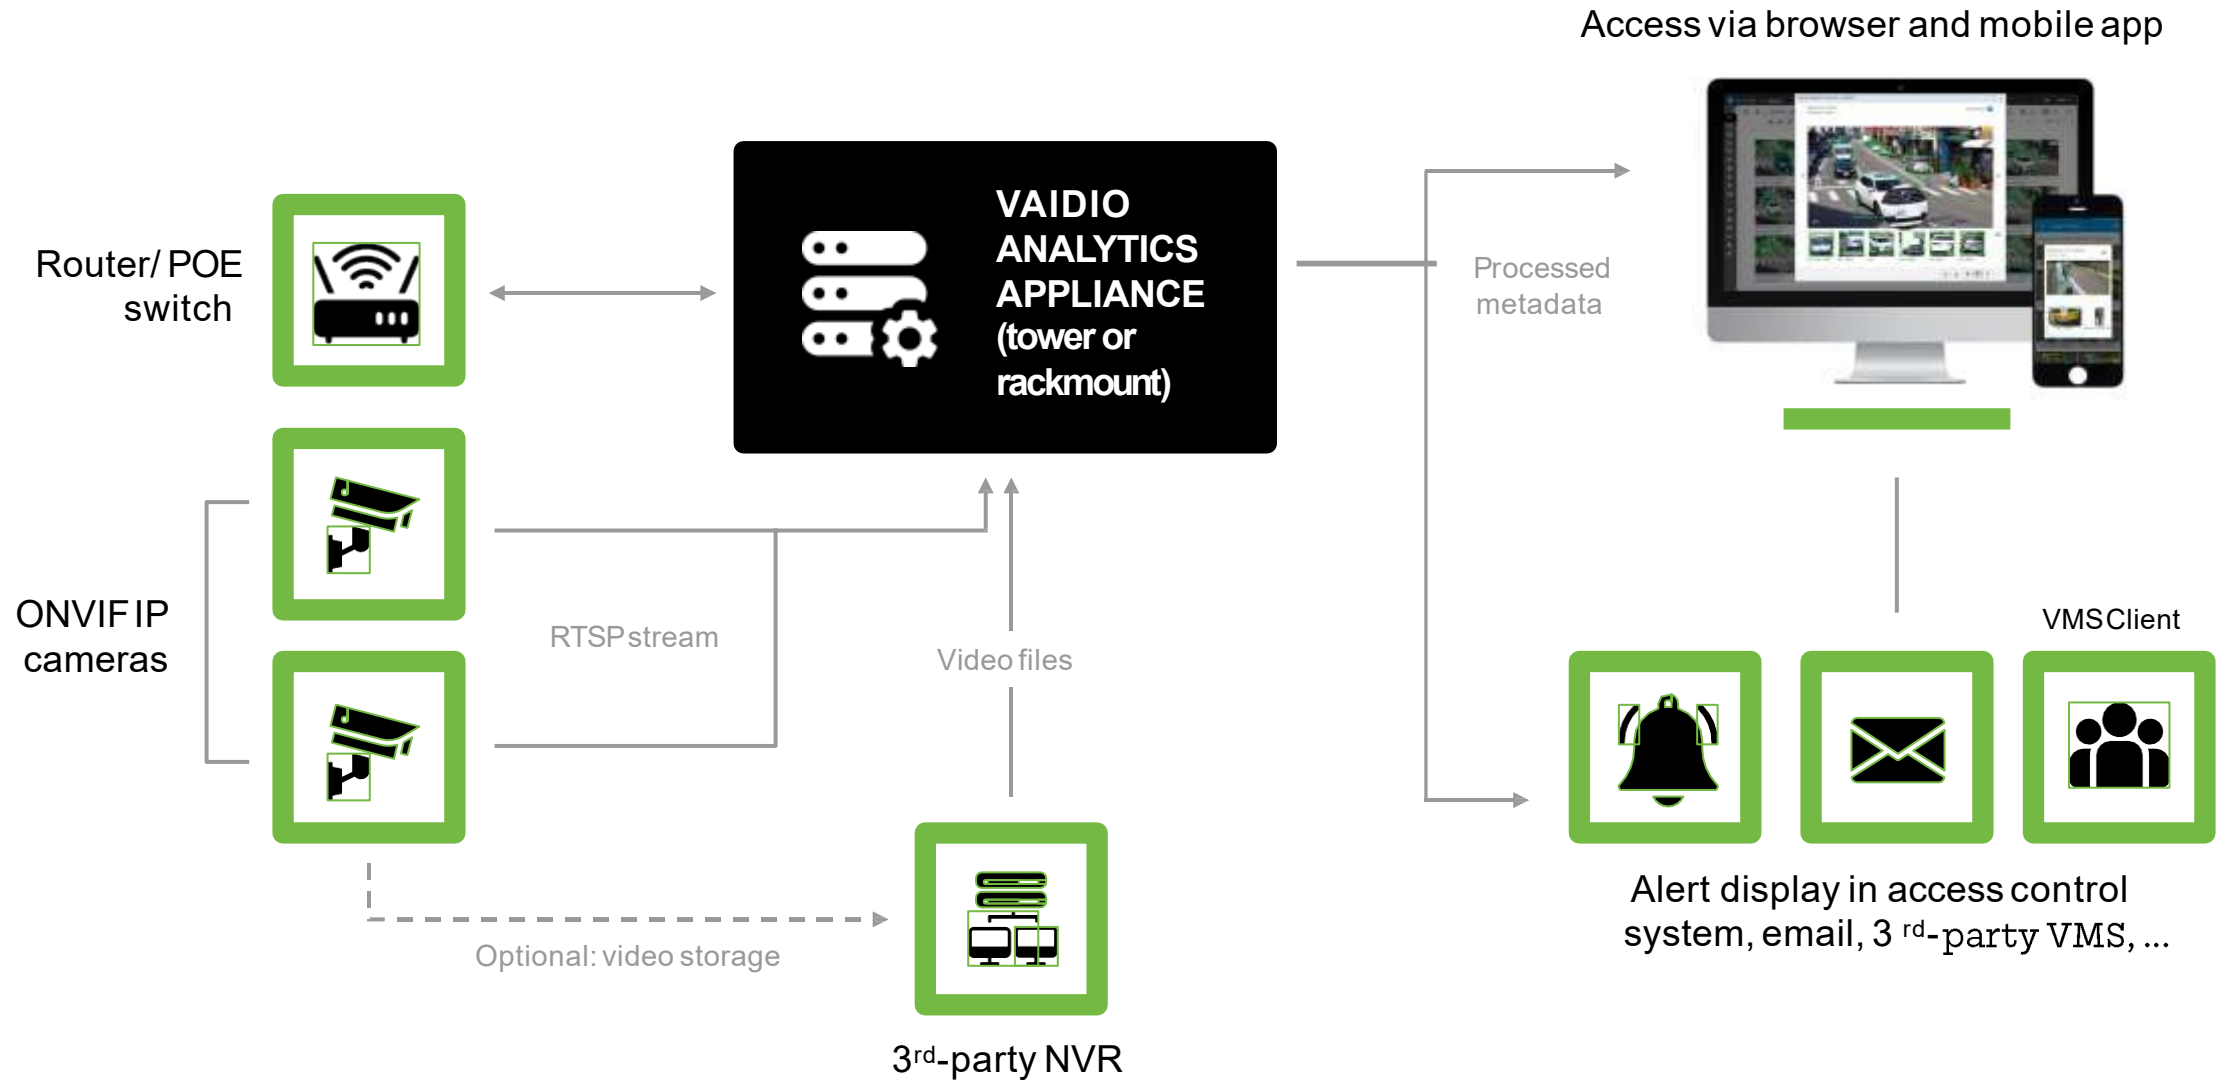 Access via browser and mobile app
VAIDIO
ANALYTICS
APPLIANCE
(tower or
rackmount)
Router/ POE
switch
Processed
metadata
ONVIF IP
cameras
RTSP stream
Video files
VMS Client
Optional: video storage
Alert display in access control
system, email, 3 rd-party VMS, ...
3rd-party NVR